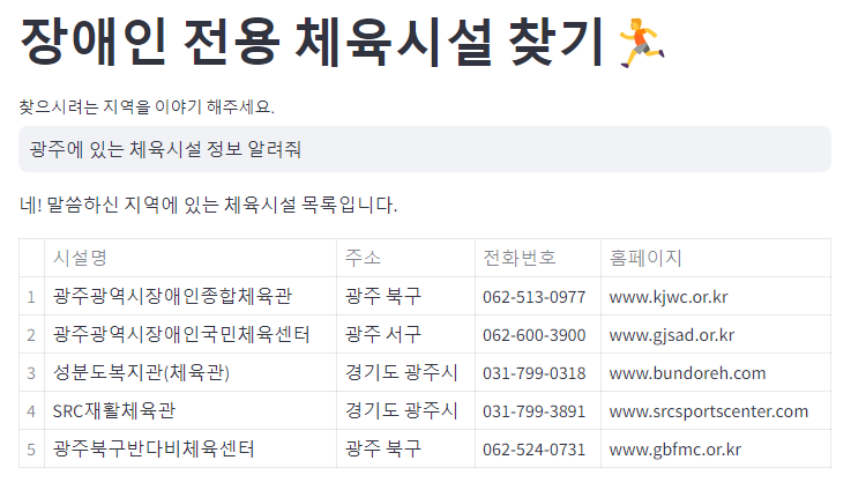 장애인 전용 체육시설 찾기🏃
찾으시려는 지역을 이야기 해주세요.
광주에 있는 체육시설 정보 알려줘
네! 말씀하신 지역에 있는 체육시설 목록입니다.
시설명 주소 전화번호 홈페이지
1 광주광역시장애인종합체육관 광주 북구 062-513-0977 www.kjwc.or.kr
2 광주광역시장애인국민체육센터 광주 서구 062-600-3900 www.gjsad.or.kr
3 성분도복지관(체육관) 경기도 광주시 031-799-0318 www.bundoreh.com
4 SRC재활체육관 경기도 광주시 031-799-3891 www.srcsportscenter.com
5 광주북구반다비체육센터 광주 북구 062-524-0731 www.gbfmc.or.kr